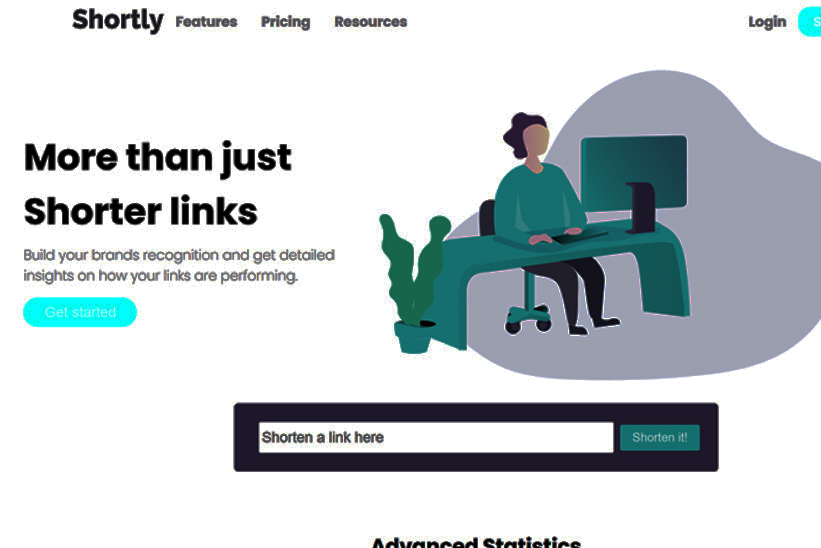 Shortly Features Pricing Resources Login
More than just
Shorter links
Build your brands recognition and get detailed
insights on how your links are performing.
Get started
Shorten a link here Shorten it!
Advanced Statistics